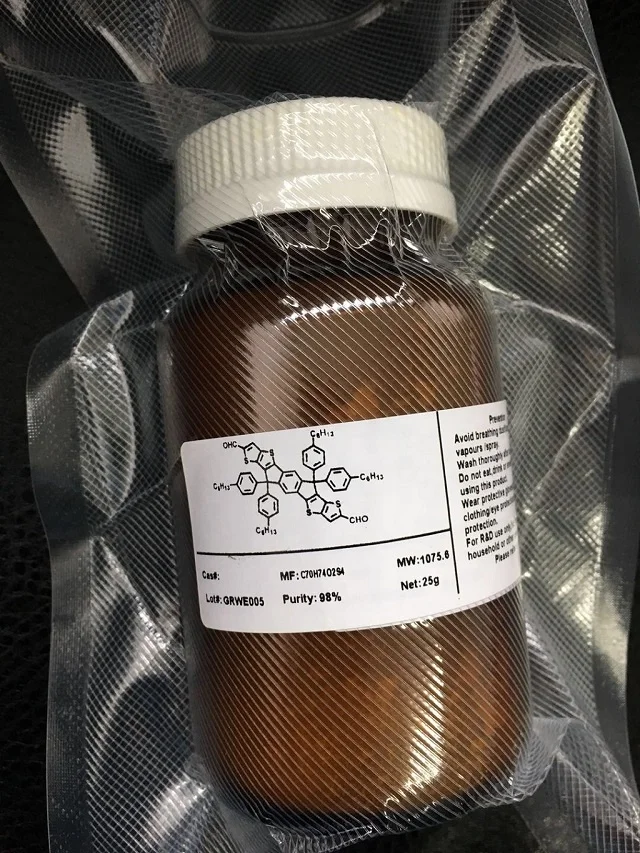 C6H13
OHC
S
S
C6H13
C6H13
C6H13
S
S
CHO
Cas#:
MF: C70H74O2S4
MW:1075.6
Lot#: GRWE005
Purity: 98%
Net: 25g
Avoid breathing
vapours /spray.
Wash thoroughly
Do not eat, drink
using this product
Wear protective
clothing/eye
protection.
For R&D use only
household or
Please